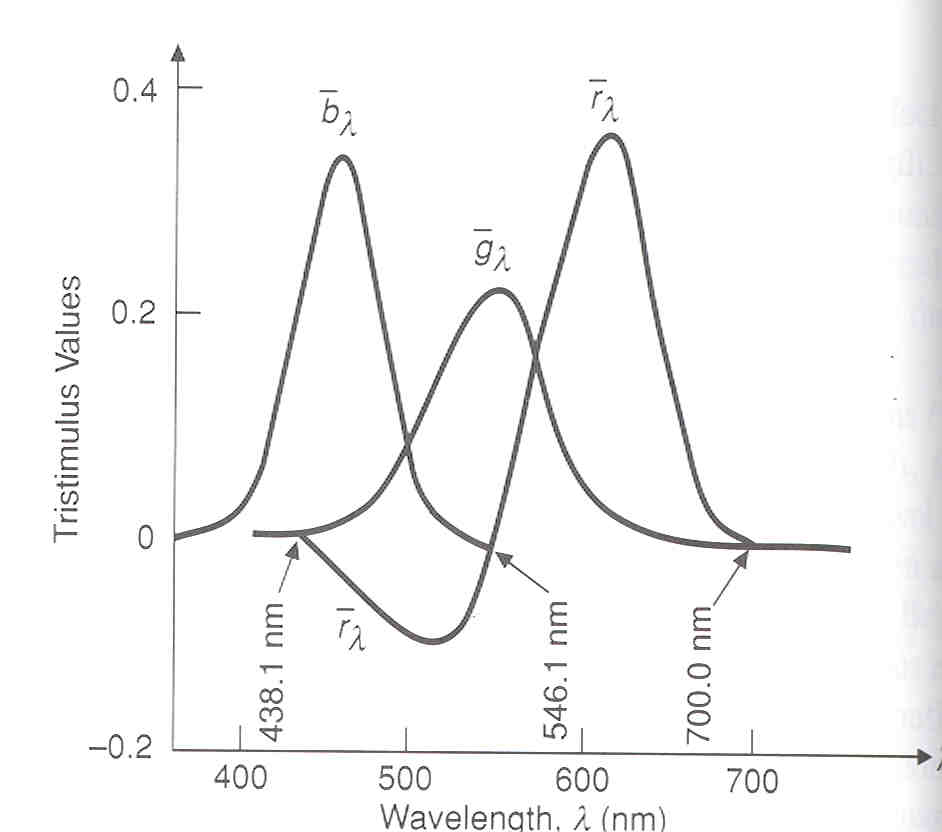 0.4
b̅λ
r̅λ
g̅λ
0.2
Tristimulus Values
0
r̅λ
438.1 nm
546.1 nm
700.0 nm
−0.2
400
500
600
700
Wavelength, λ (nm)